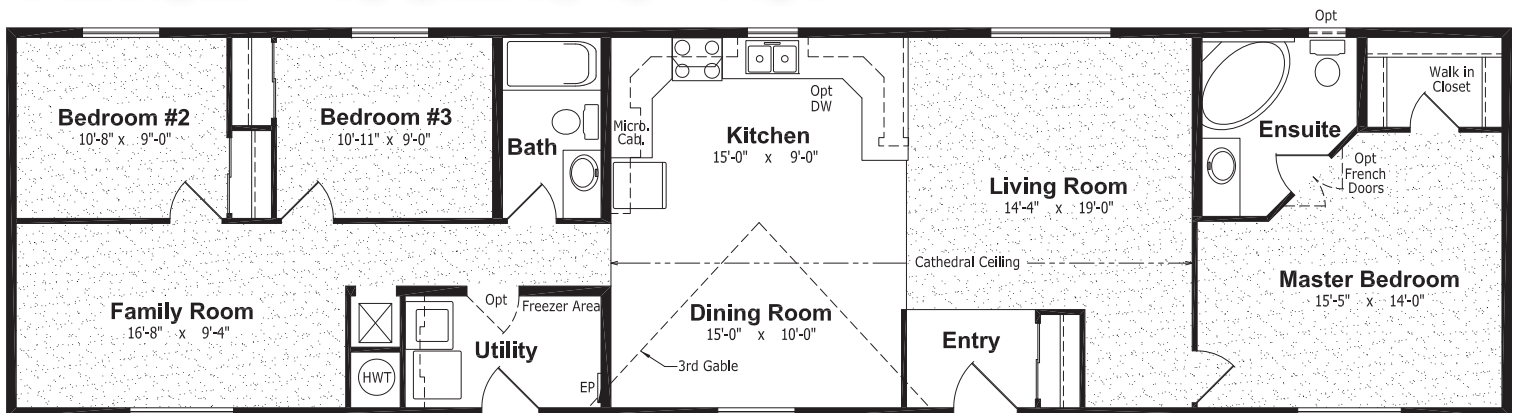 Opt
Bedroom #2
10'-8" x 9"-0"
Bedroom #3
10'-11" x 9'-0"
Bath
Micro.
Cab.
Opt
DW
Kitchen
15'-0" x 9'-0"
Living Room
14'-4" x 19'-0"
Ensuite
Walk in
Closet
Opt
French
Doors
Cathedral Ceiling
Family Room
16'-8" x 9'-4"
HWT
Opt
Freezer Area
Utility
EP
Dining Room
15'-0" x 10'-0"
3rd Gable
Entry
Master Bedroom
15'-5" x 14'-0"